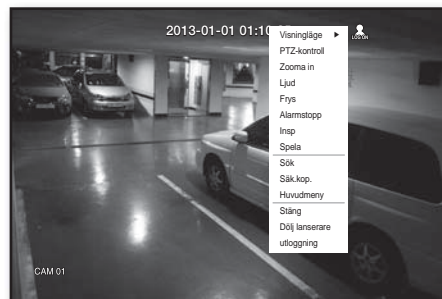 2013-01-01 01:10
LOG ON
Visningläge
PTZ-kontroll
Zooma in
Ljud
Frys
Alarmstopp
Insp
Spela
Sök
Säk.kop.
Huvudmeny
Stäng
Dölj lanserare
utloggning
CAM 01